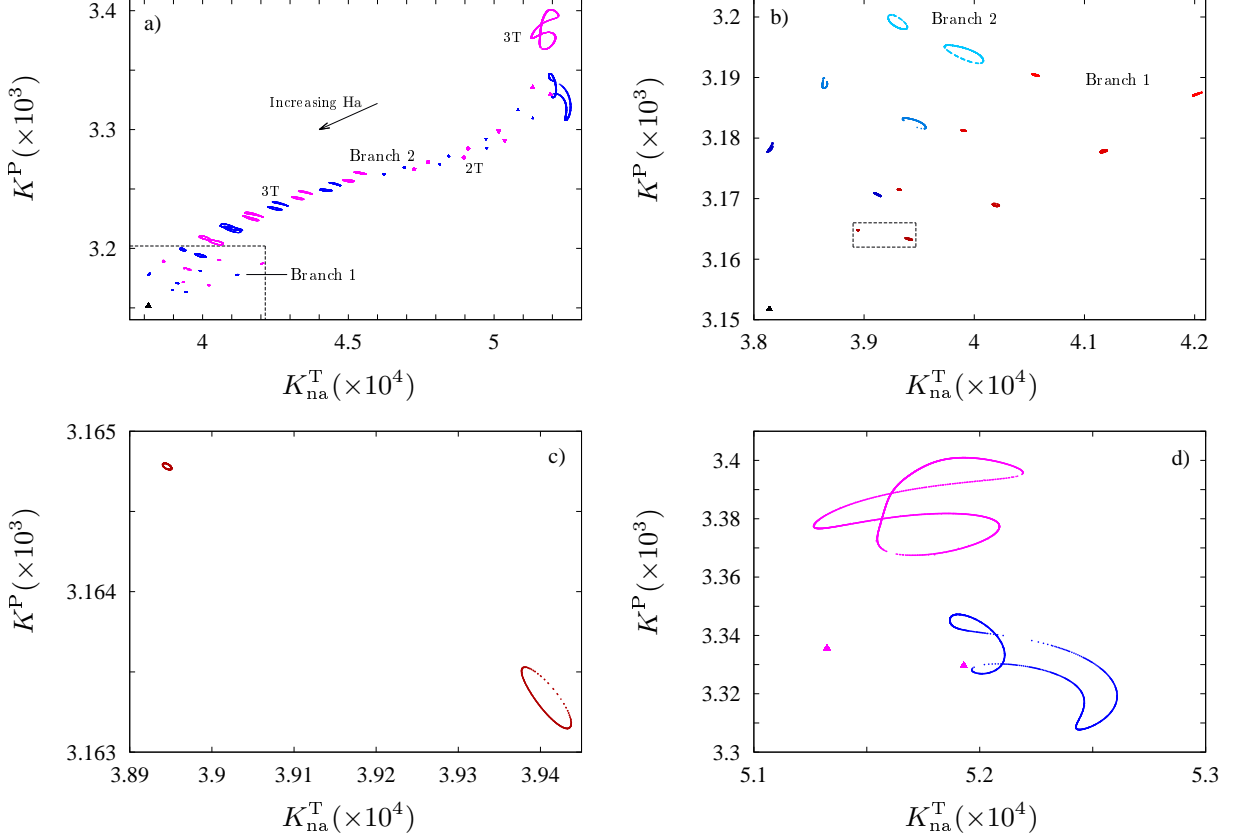 a)
3.4
3.3
3.2
K^P(×10^3)
3T
Increasing Ha
Branch 2
2T
3T
Branch 1
4
4.5
5
K_na^T(×10^4)
b)
3.2
3.19
3.18
3.17
3.16
3.15
K^P(×10^3)
Branch 2
Branch 1
3.8
3.9
4
4.1
4.2
K_na^T(×10^4)
c)
3.165
3.164
3.163
K^P(×10^3)
3.89
3.9
3.91
3.92
3.93
3.94
K_na^T(×10^4)
d)
3.4
3.38
3.36
3.34
3.32
3.3
K^P(×10^3)
5.1
5.2
5.3
K_na^T(×10^4)